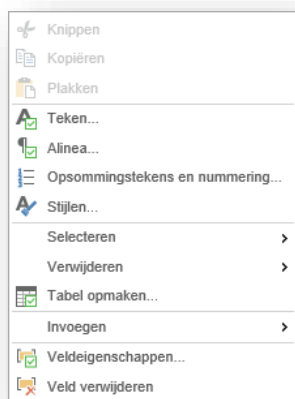 Knippen
Kopiëren
Plakken
Teken...
Alinea...
Opsommingstekens en nummering...
Stijlen...
Selecteren
Verwijderen
Tabel opmaken...
Invoegen
Veldeigenschappen...
Veld verwijderen